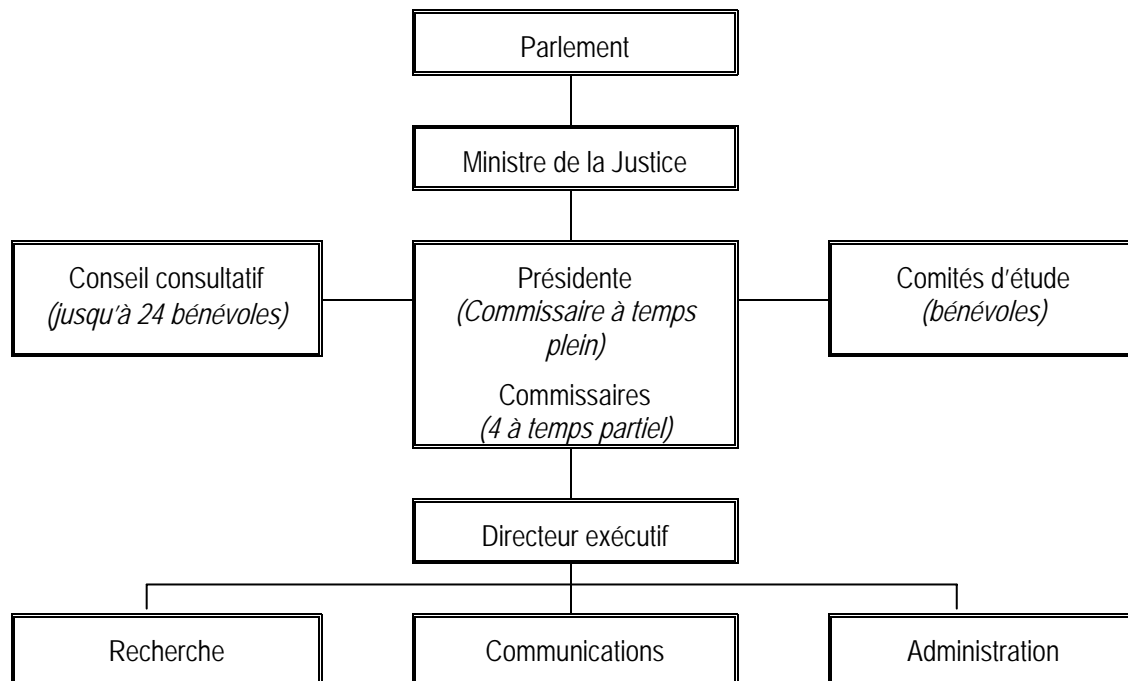 Parlement
Ministre de la Justice
Conseil consultatif
(jusqu'à 24 bénévoles)
Présidente
(Commissaire à temps
plein)
Commissaires
(4 à temps partiel)
Comités d'étude
(bénévoles)
Directeur exécutif
Recherche
Communications
Administration